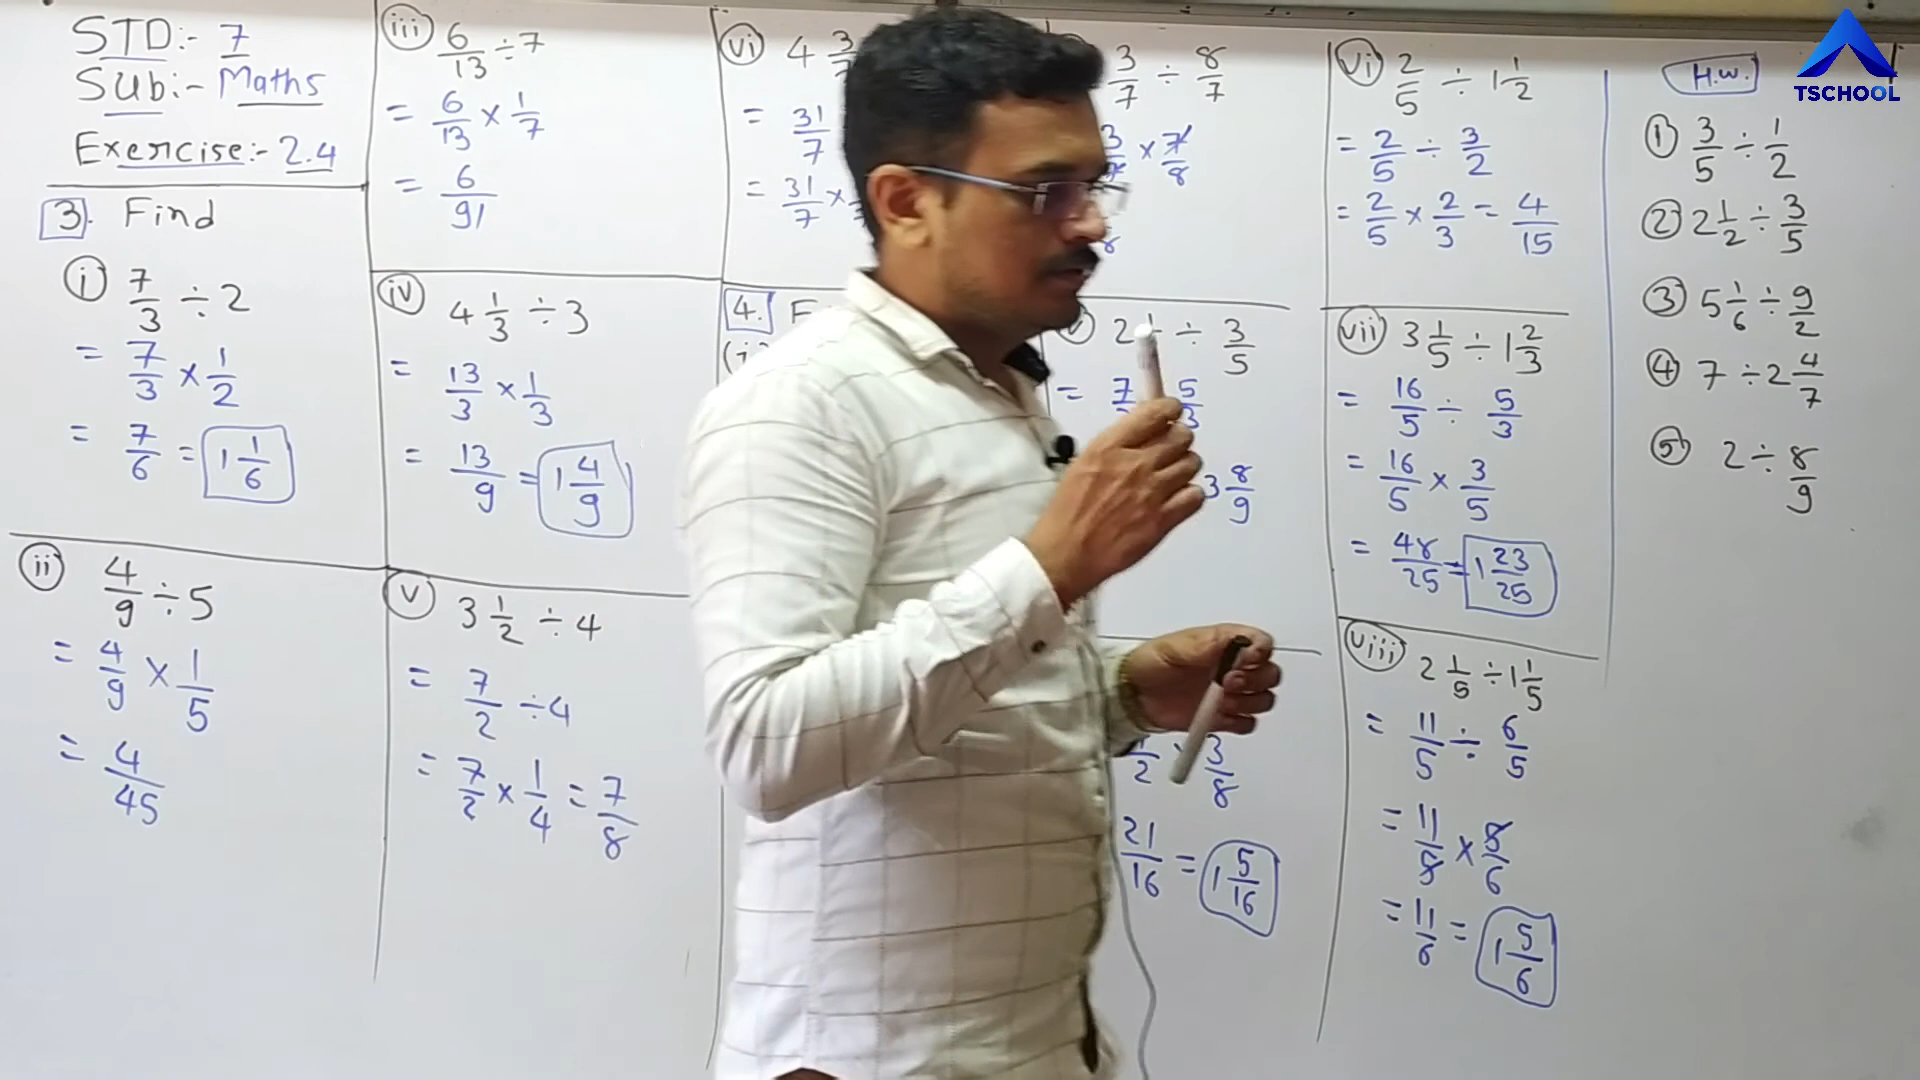 STD:- 7
SUb:- Maths
Exercise:- 2.4
3. Find
i 7/3 ÷ 2
= 7/3 × 1/2
= 7/6 = 1 1/6
ii 4/9 ÷ 5
= 4/9 × 1/5
= 4/45
iii 6/13 ÷ 7
= 6/13 × 1/7
= 6/91
iv 4 1/3 ÷ 3
= 13/3 × 1/3
= 13/9 = 1 4/9
v 3 1/2 ÷ 4
= 7/2 ÷ 4
= 7/2 × 1/4 = 7/8
vi 4 3/
= 31/7
= 31/7 ×
4.
3/7 ÷ 8/7
3/7 × 7/8
8
2 ÷ 3/5
= 7 5/3
3 8/9
/2 × 3/8
21/16 = 1 5/16
vi 2/5 ÷ 1 1/2
= 2/5 ÷ 3/2
= 2/5 × 2/3 = 4/15
vii 3 1/5 ÷ 1 2/3
= 16/5 ÷ 5/3
= 16/5 × 3/5
= 48/25 = 1 23/25
viii 2 1/5 ÷ 1 1/5
= 11/5 ÷ 6/5
= 11/5 × 5/6
= 11/6 = 1 5/6
H.W.
1 3/5 ÷ 1/2
2 2 1/2 ÷ 3/5
3 5 1/6 ÷ 9/2
4 7 ÷ 2 4/7
5 2 ÷ 8/9
TSCHOOL